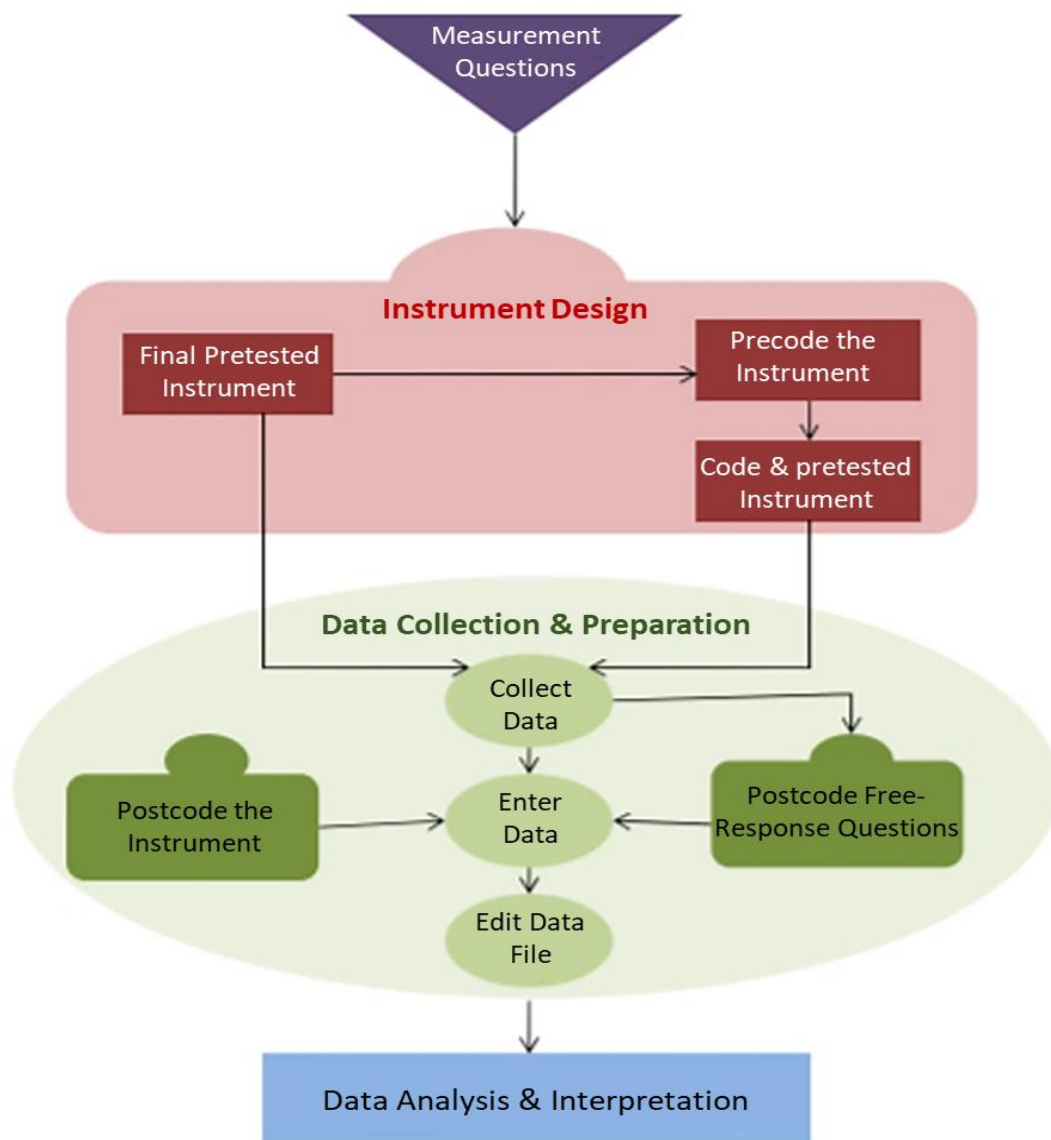 Measurement
Questions
Instrument Design
Final Pretested
Instrument
Precode the
Instrument
Code & pretested
Instrument
Data Collection & Preparation
Collect
Data
Postcode the
Instrument
Enter
Data
Postcode Free-
Response Questions
Edit Data
File
Data Analysis & Interpretation